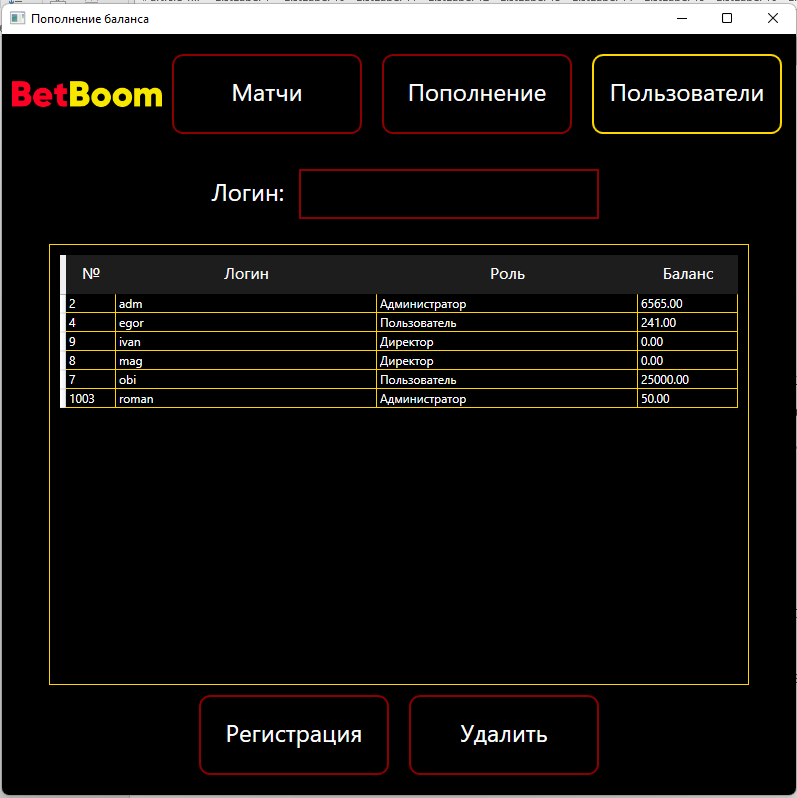 Пополнение баланса
BetBoom Матчи Пополнение Пользователи
Логин:
№ Логин Роль Баланс
2 adm Администратор 6565.00
4 egor Пользователь 241.00
9 ivan Директор 0.00
8 mag Директор 0.00
7 obi Пользователь 25000.00
1003 roman Администратор 50.00
Регистрация Удалить